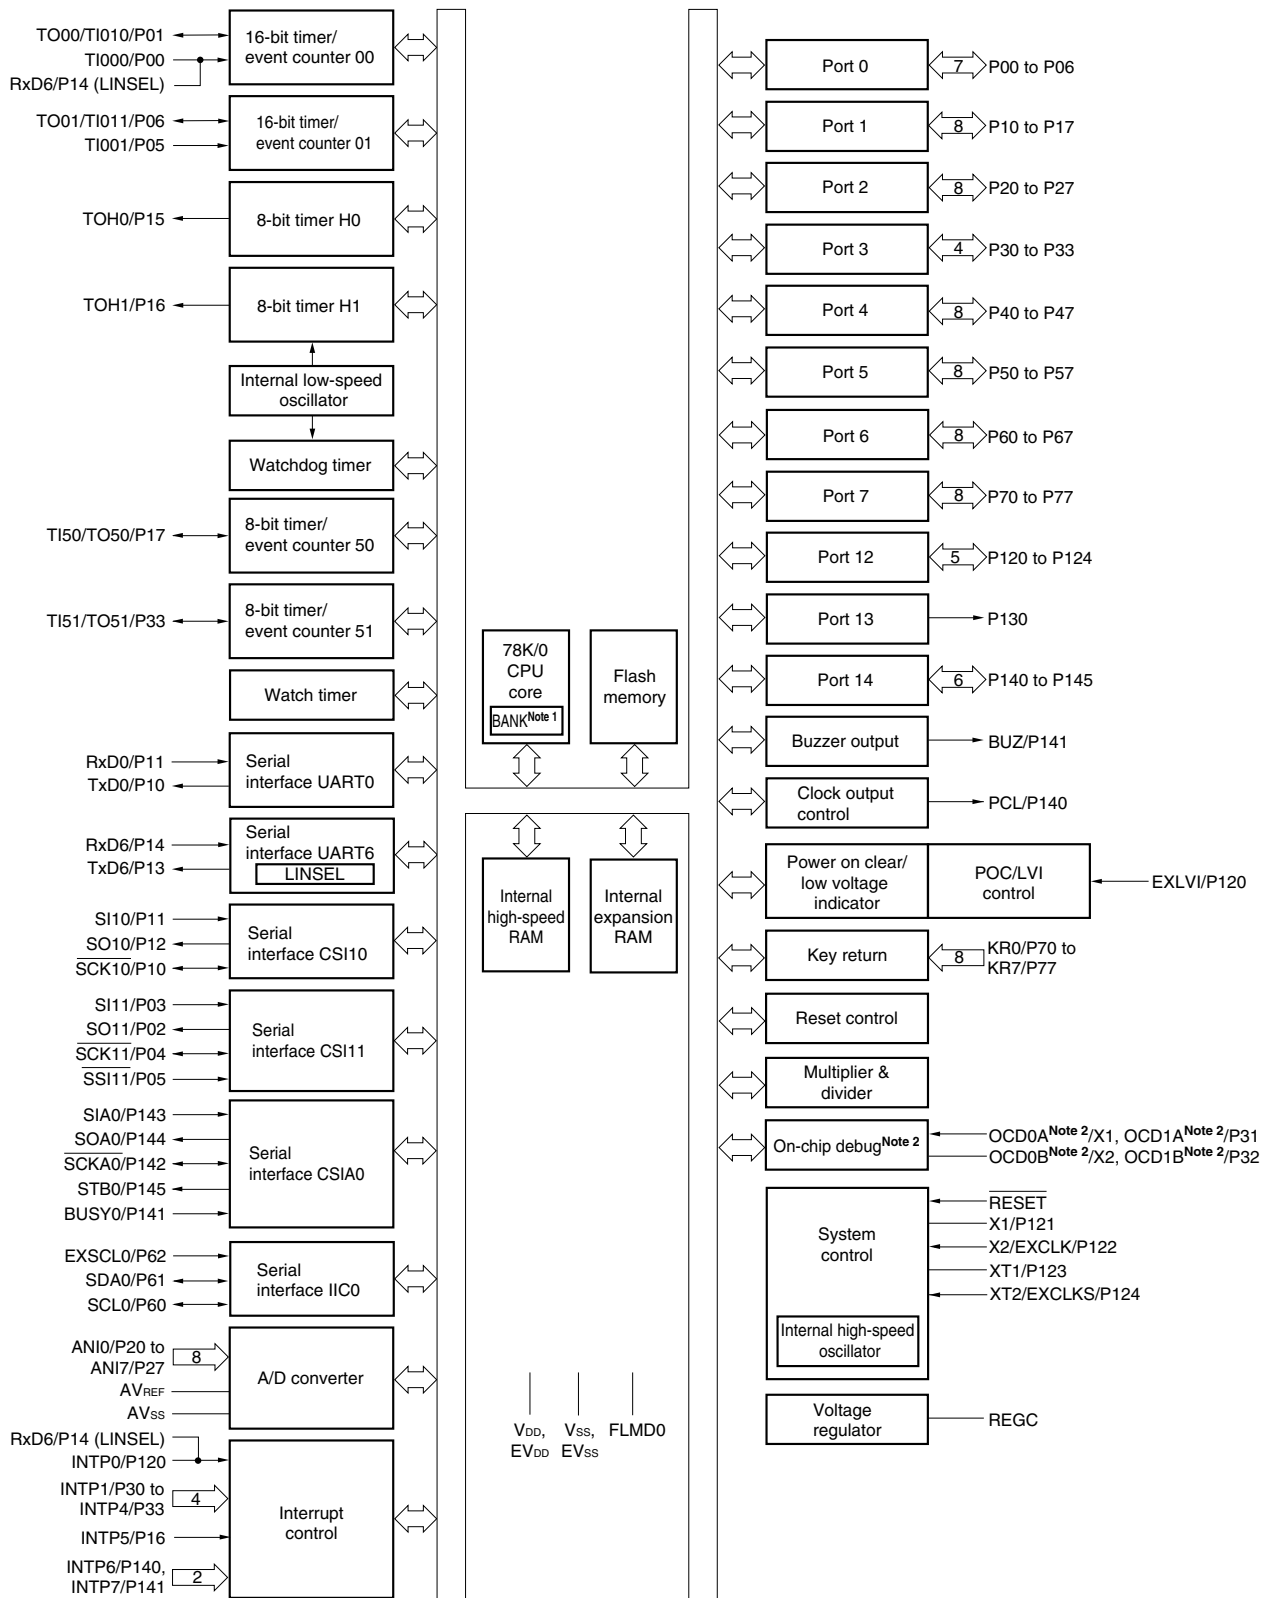 TO00/TI010/P01
TI000/P00
RxD6/P14 (LINSEL)
16-bit timer/
event counter 00
TO01/TI011/P06
TI001/P05
16-bit timer/
event counter 01
TOH0/P15
8-bit timer H0
TOH1/P16
8-bit timer H1
Internal low-speed
oscillator
Watchdog timer
TI50/TO50/P17
8-bit timer/
event counter 50
TI51/TO51/P33
8-bit timer/
event counter 51
Watch timer
RxD0/P11
TxD0/P10
Serial
interface UART0
RxD6/P14
TxD6/P13
Serial
interface UART6
LINSEL
SI10/P11
SO10/P12
SCK10/P10
Serial
interface CSI10
SI11/P03
SO11/P02
SCK11/P04
SSI11/P05
Serial
interface CSI11
SIA0/P143
SOA0/P144
SCKA0/P142
STB0/P145
BUSY0/P141
Serial
interface CSIA0
EXSCL0/P62
SDA0/P61
SCL0/P60
Serial
interface IIC0
ANI0/P20 to
ANI7/P27
8
AVREF
AVSS
A/D converter
RxD6/P14 (LINSEL)
INTP0/P120
INTP1/P30 to
INTP4/P33
4
INTP5/P16
INTP6/P140,
INTP7/P141
2
Interrupt
control
78K/0
CPU
core
BANKNote 1
Flash
memory
Internal
high-speed
RAM
Internal
expansion
RAM
VDD,
EVDD
VSS,
EVSS
FLMD0
Port 0
7
P00 to P06
Port 1
8
P10 to P17
Port 2
8
P20 to P27
Port 3
4
P30 to P33
Port 4
8
P40 to P47
Port 5
8
P50 to P57
Port 6
8
P60 to P67
Port 7
8
P70 to P77
Port 12
5
P120 to P124
Port 13
P130
Port 14
6
P140 to P145
Buzzer output
BUZ/P141
Clock output
control
PCL/P140
Power on clear/
low voltage
indicator
POC/LVI
control
EXLVI/P120
Key return
8
KR0/P70 to
KR7/P77
Reset control
Multiplier &
divider
On-chip debugNote 2
OCD0ANote 2/X1, OCD1ANote 2/P31
OCD0BNote 2/X2, OCD1BNote 2/P32
System
control
Internal high-speed
oscillator
RESET
X1/P121
X2/EXCLK/P122
XT1/P123
XT2/EXCLKS/P124
Voltage
regulator
REGC